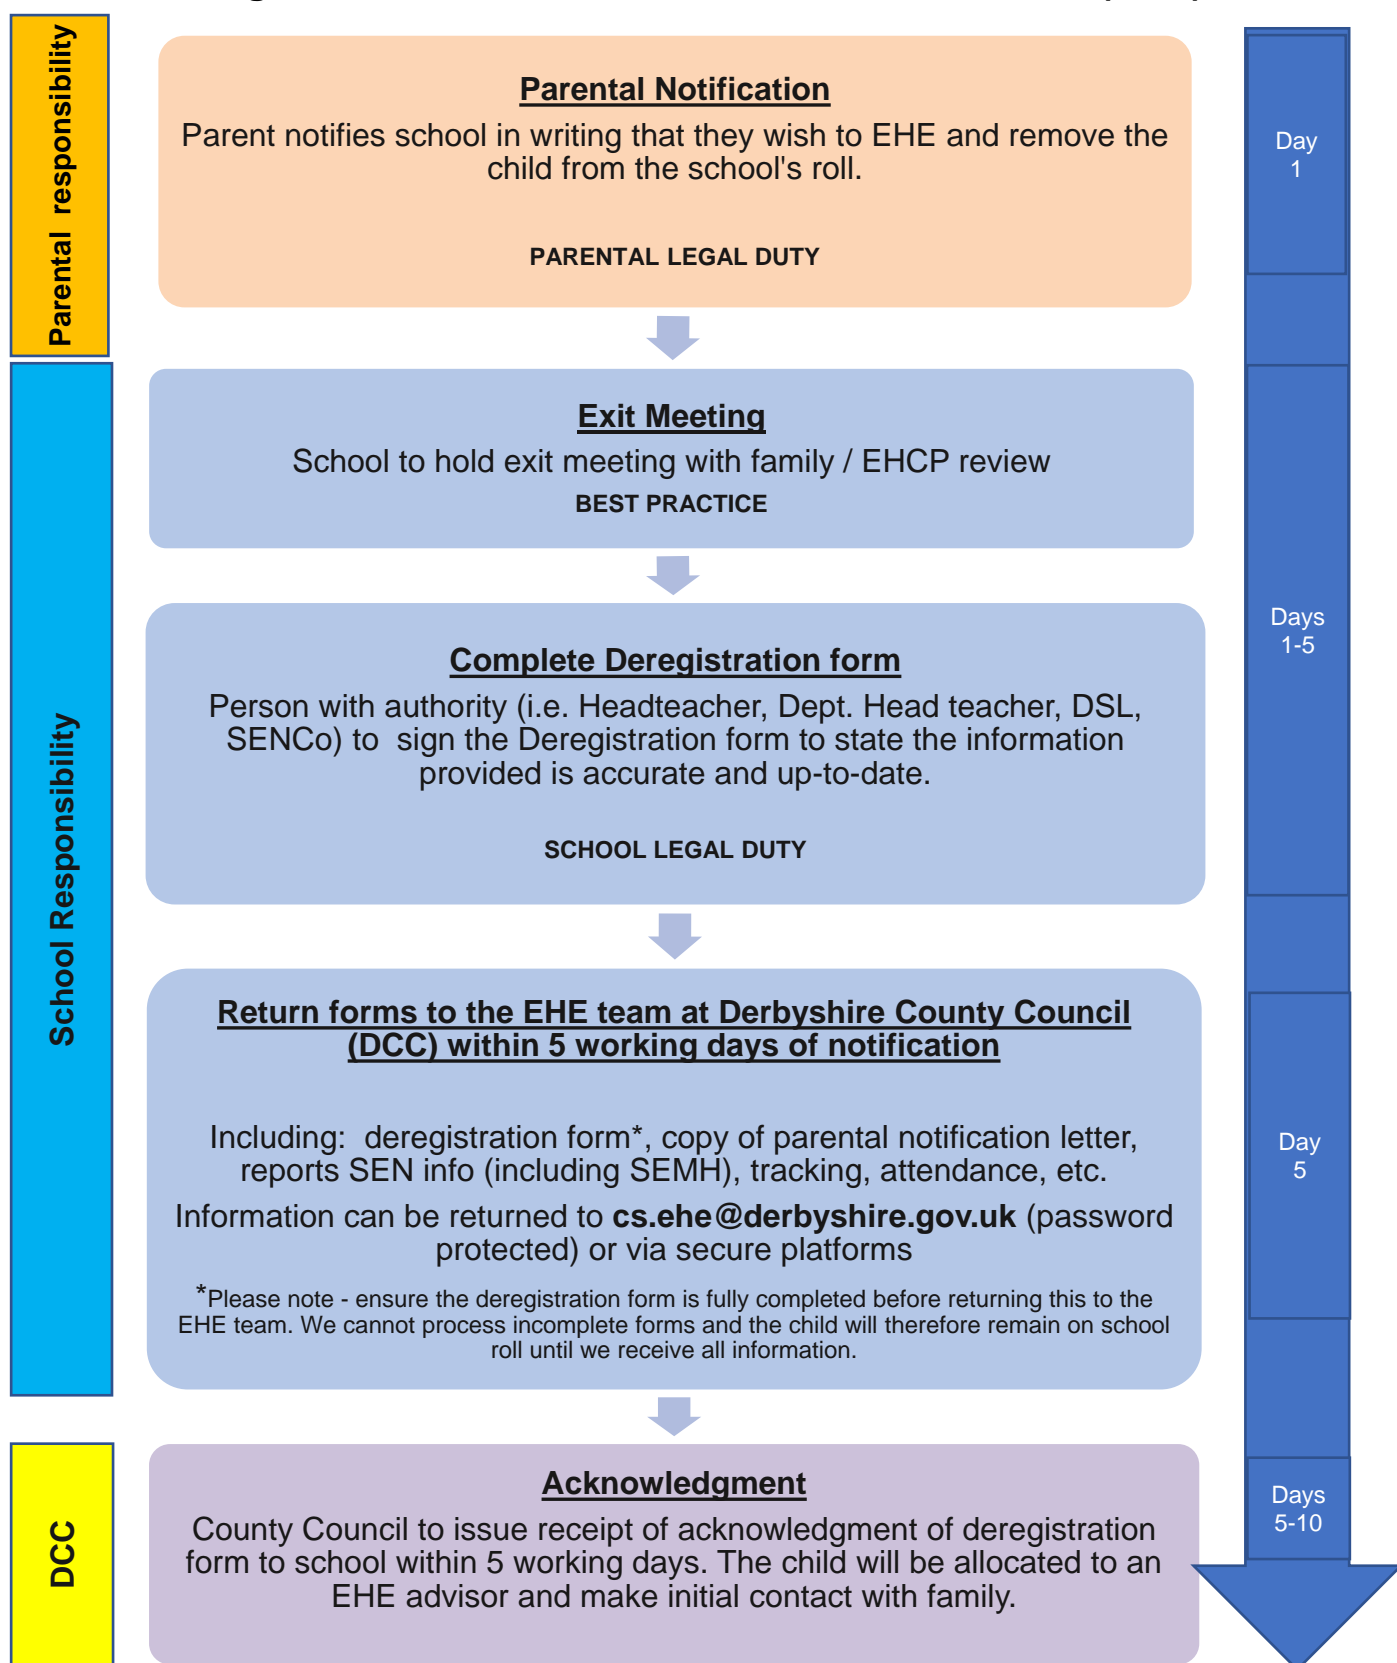 Parental responsibility
Parental Notification
Parent notifies school in writing that they wish to EHE and remove the
child from the school's roll.
PARENTAL LEGAL DUTY
Day
1
School Responsibility
Exit Meeting
School to hold exit meeting with family / EHCP review
BEST PRACTICE
Complete Deregistration form
Person with authority (i.e. Headteacher, Dept. Head teacher, DSL,
SENCo) to  sign the Deregistration form to state the information
provided is accurate and up-to-date.
SCHOOL LEGAL DUTY
Days
1-5
Return forms to the EHE team at Derbyshire County Council
(DCC) within 5 working days of notification
Including:  deregistration form*, copy of parental notification letter,
reports SEN info (including SEMH), tracking, attendance, etc.
Information can be returned to cs.ehe@derbyshire.gov.uk (password
protected) or via secure platforms
*Please note - ensure the deregistration form is fully completed before returning this to the
EHE team. We cannot process incomplete forms and the child will therefore remain on school
roll until we receive all information.
Day
5
DCC
Acknowledgment
County Council to issue receipt of acknowledgment of deregistration
form to school within 5 working days. The child will be allocated to an
EHE advisor and make initial contact with family.
Days
5-10